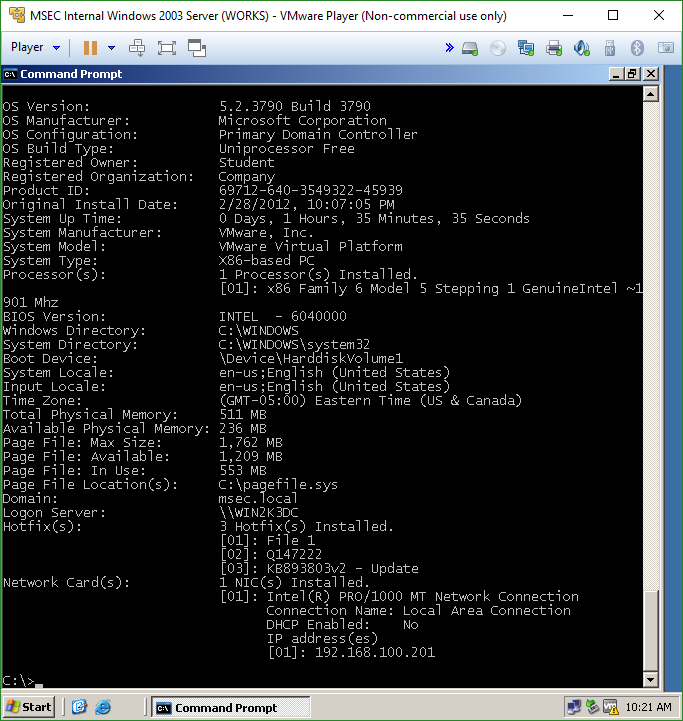 MSEC Internal Windows 2003 Server (WORKS) - VMware Player (Non-commercial use only)
Player
Command Prompt
OS Version: 5.2.3790 Build 3790
OS Manufacturer: Microsoft Corporation
OS Configuration: Primary Domain Controller
OS Build Type: Uniprocessor Free
Registered Owner: Student
Registered Organization: Company
Product ID: 69712-640-3549322-45939
Original Install Date: 2/28/2012, 10:07:05 PM
System Up Time: 0 Days, 1 Hours, 35 Minutes, 35 Seconds
System Manufacturer: VMware, Inc.
System Model: VMware Virtual Platform
System Type: X86-based PC
Processor(s): 1 Processor(s) Installed.
[01]: x86 Family 6 Model 5 Stepping 1 GenuineIntel ~1
901 Mhz
BIOS Version: INTEL - 6040000
Windows Directory: C:\WINDOWS
System Directory: C:\WINDOWS\system32
Boot Device: \Device\HarddiskVolume1
System Locale: en-us;English (United States)
Input Locale: en-us;English (United States)
Time Zone: (GMT-05:00) Eastern Time (US & Canada)
Total Physical Memory: 511 MB
Available Physical Memory: 236 MB
Page File: Max Size: 1,762 MB
Page File: Available: 1,209 MB
Page File: In Use: 553 MB
Page File Location(s): C:\pagefile.sys
Domain: msec.local
Logon Server: \\WIN2K3DC
Hotfix(s): 3 Hotfix(s) Installed.
[01]: File 1
[02]: Q147222
[03]: KB893803v2 - Update
Network Card(s): 1 NIC(s) Installed.
[01]: Intel(R) PRO/1000 MT Network Connection
Connection Name: Local Area Connection
DHCP Enabled: No
IP address(es)
[01]: 192.168.100.201
C:\>_
Start
Command Prompt
10:21 AM